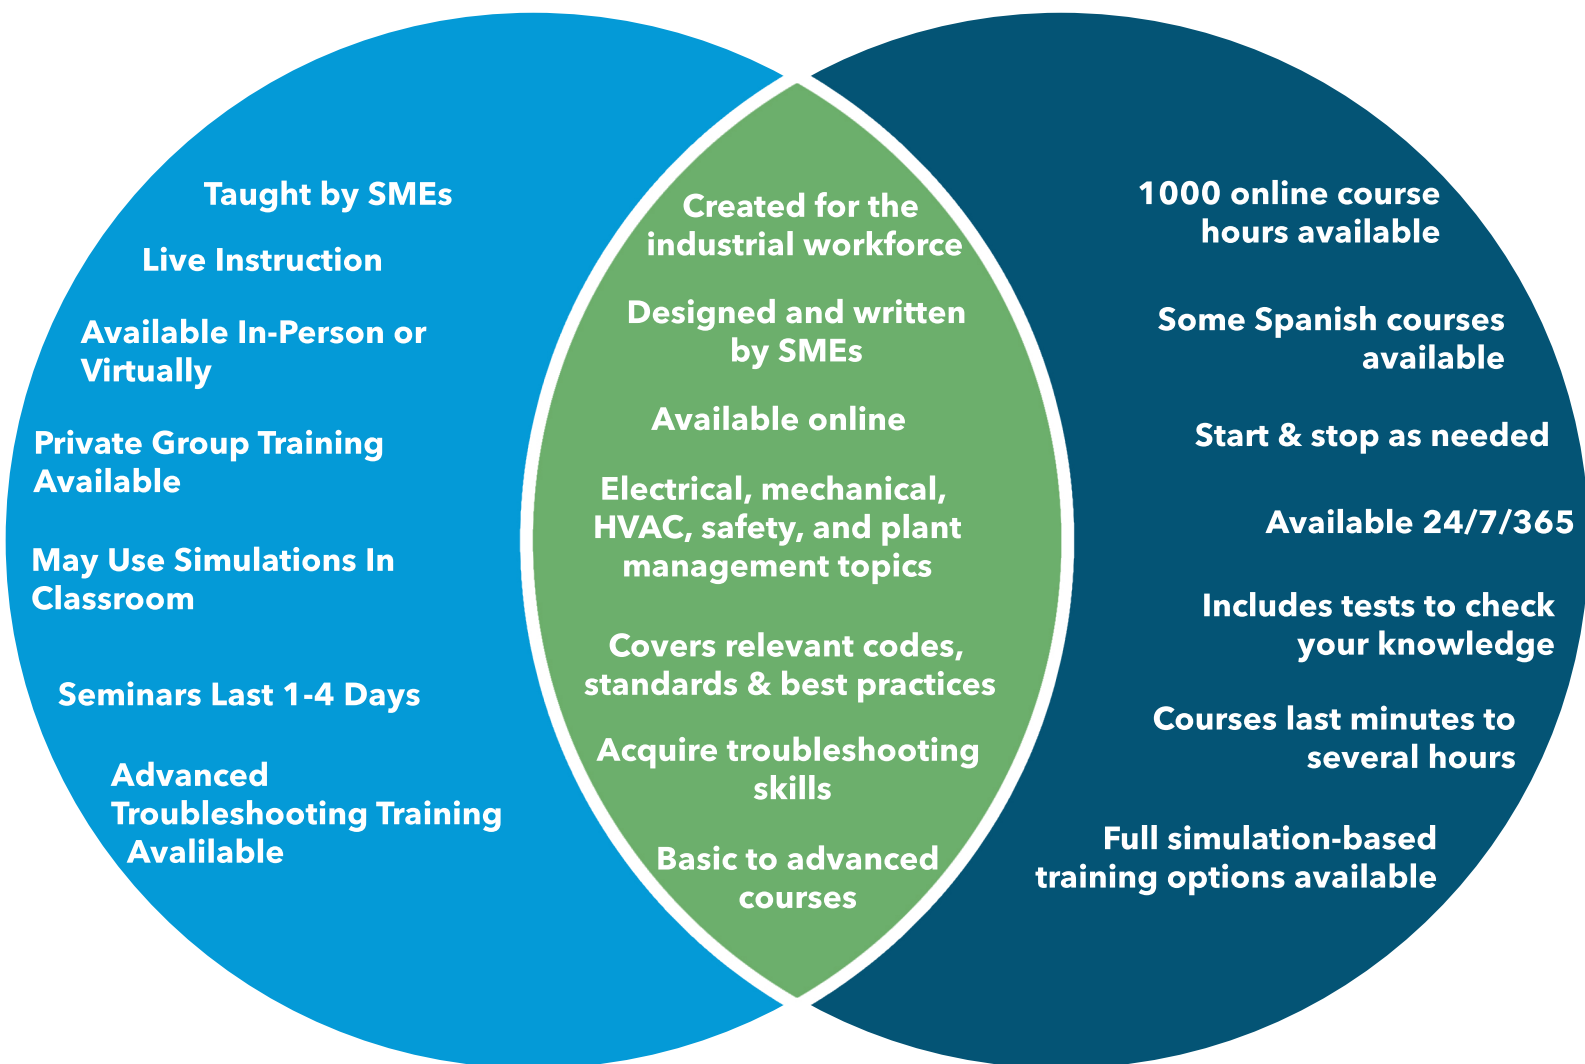 Taught by SMEs
Live Instruction
Available In-Person or
Virtually
Private Group Training
Available
May Use Simulations In
Classroom
Seminars Last 1-4 Days
Advanced
Troubleshooting Training
Avalilable
Created for the
industrial workforce
Designed and written
by SMEs
Available online
Electrical, mechanical,
HVAC, safety, and plant
management topics
Covers relevant codes,
standards & best practices
Acquire troubleshooting
skills
Basic to advanced
courses
1000 online course
hours available
Some Spanish courses
available
Start & stop as needed
Available 24/7/365
Includes tests to check
your knowledge
Courses last minutes to
several hours
Full simulation-based
training options available